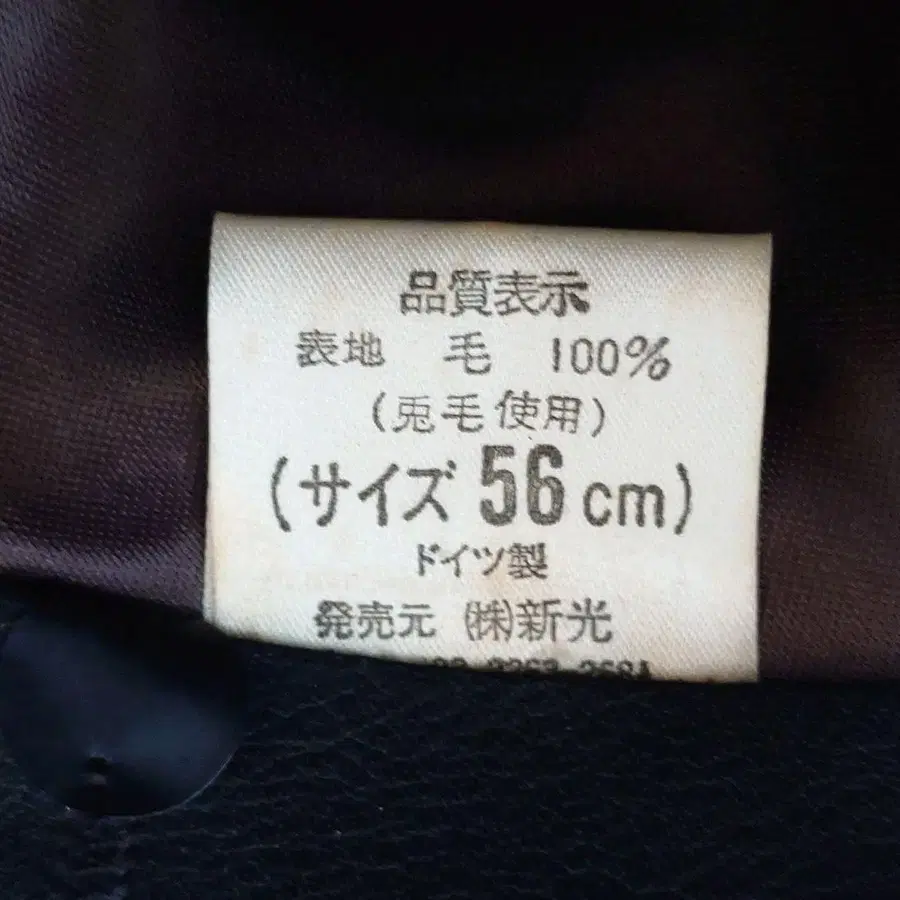 品質表示
表地 毛 100%
(兎毛使用)
(サイズ 56 cm)
ドイツ製
発売元 ㈱新光